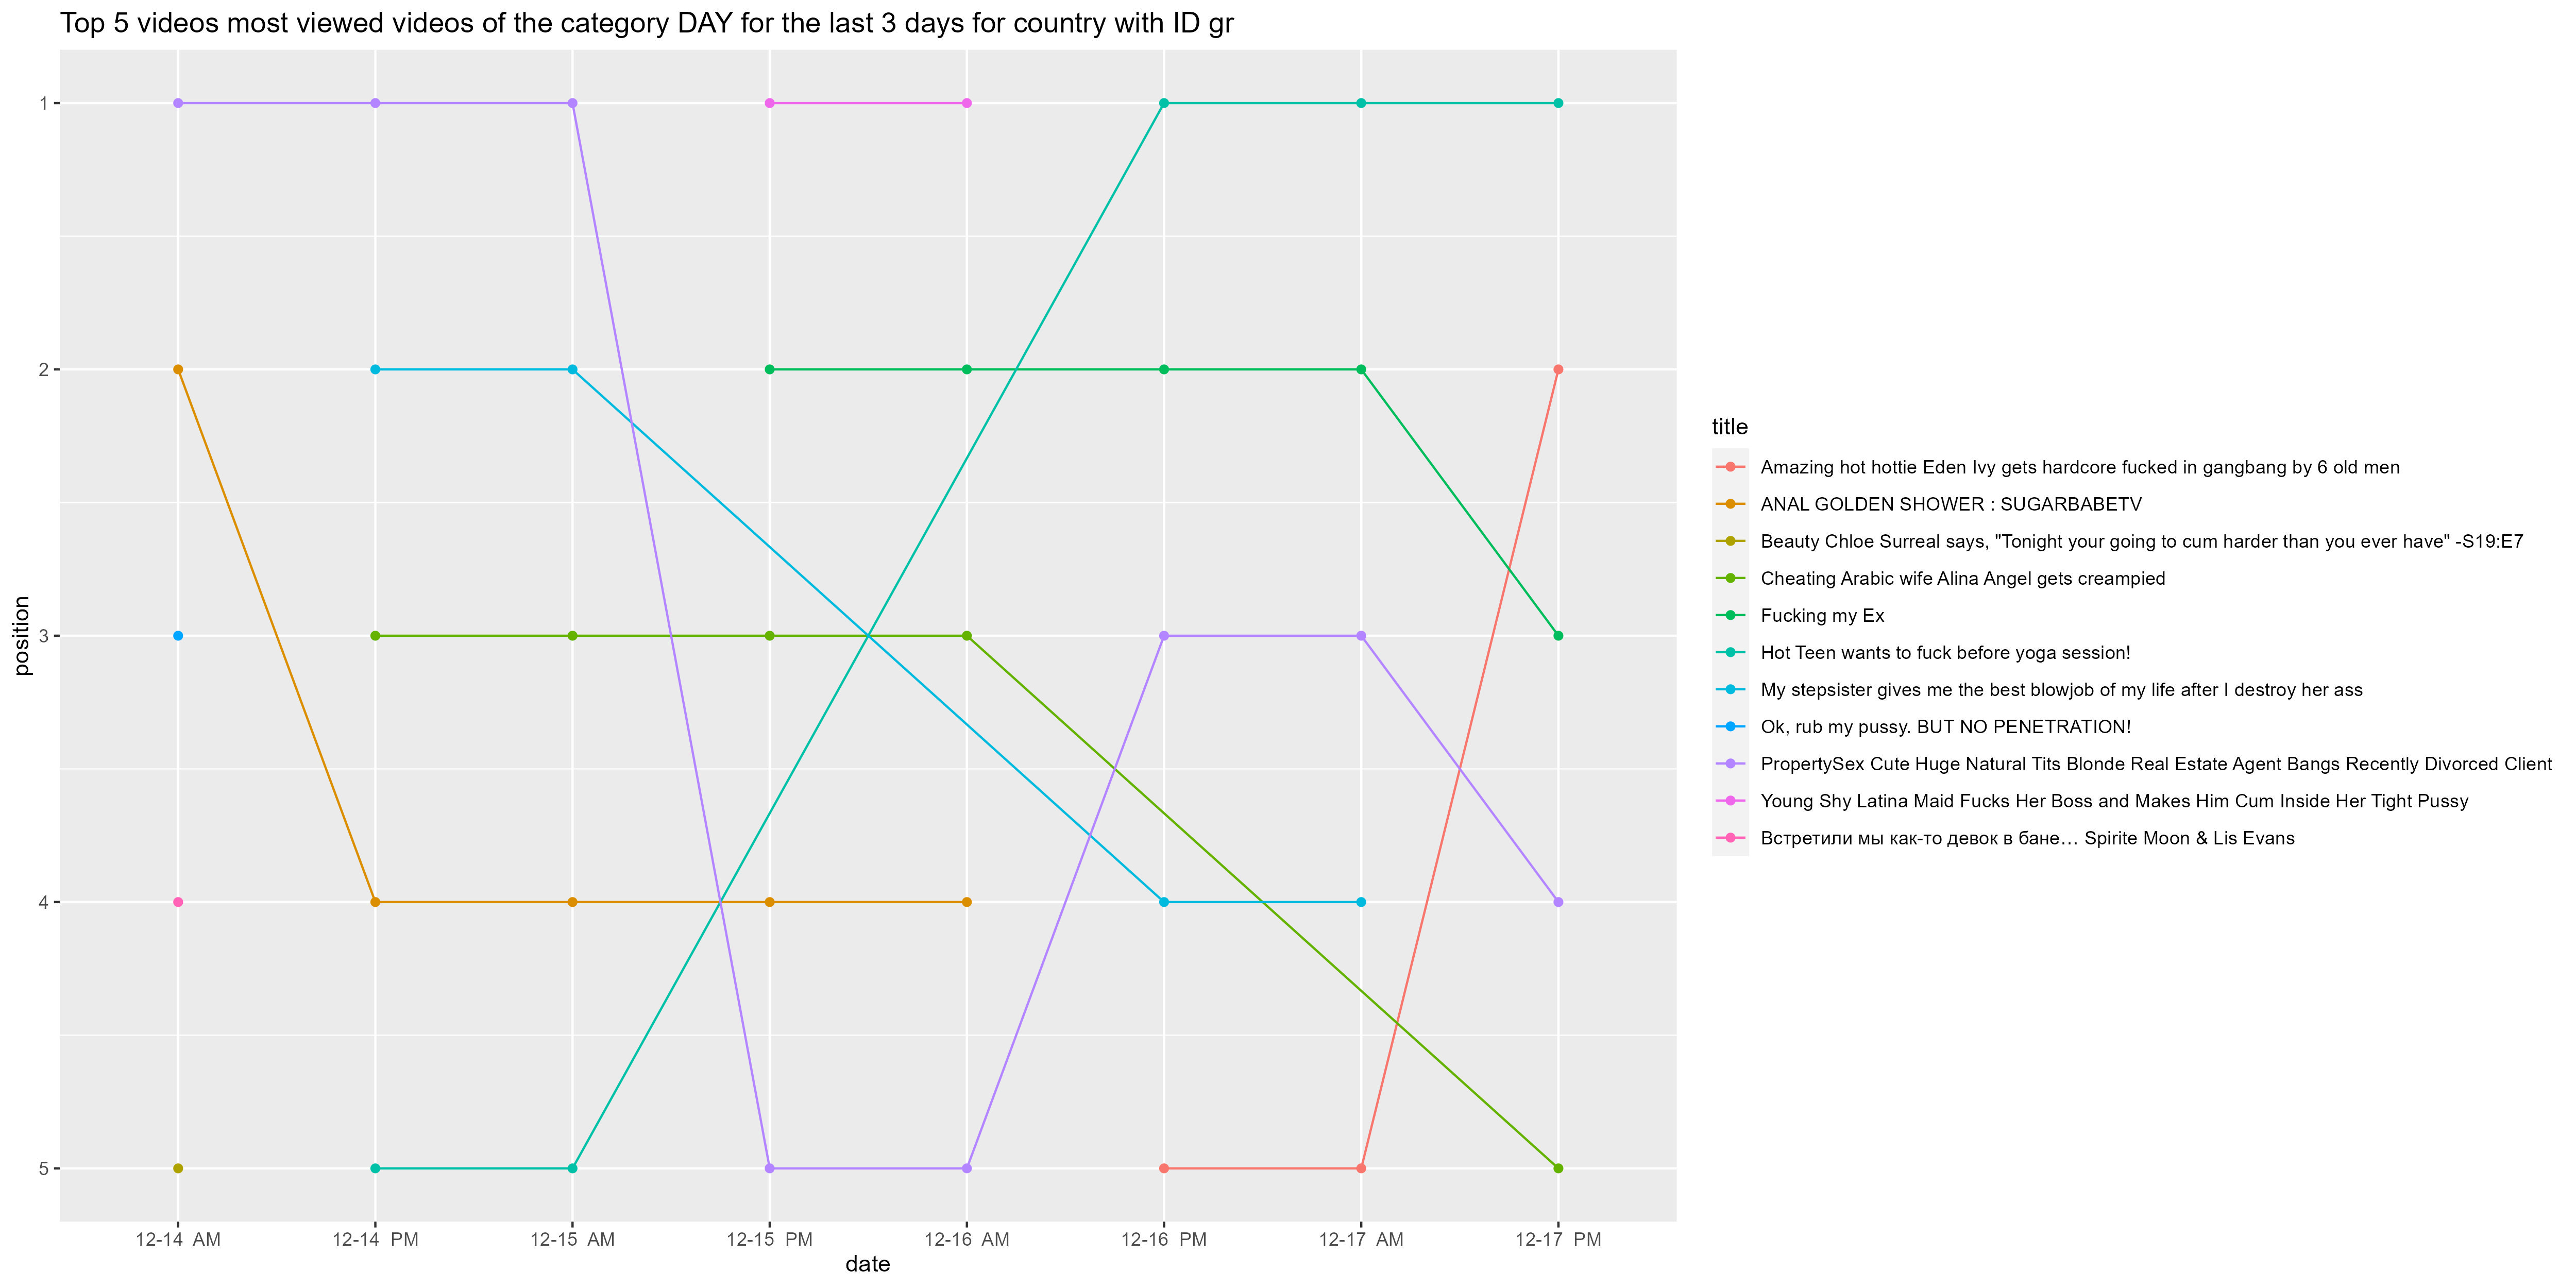 Top 5 videos most viewed videos of the category DAY for the last 3 days for country with ID gr
position
1
2
3
4
5
12-14 AM
12-14 PM
12-15 AM
12-15 PM
12-16 AM
12-16 PM
12-17 AM
12-17 PM
date
title
Amazing hot hottie Eden Ivy gets hardcore fucked in gangbang by 6 old men
ANAL GOLDEN SHOWER : SUGARBABETV
Beauty Chloe Surreal says, "Tonight your going to cum harder than you ever have" -S19:E7
Cheating Arabic wife Alina Angel gets creampied
Fucking my Ex
Hot Teen wants to fuck before yoga session!
My stepsister gives me the best blowjob of my life after I destroy her ass
Ok, rub my pussy. BUT NO PENETRATION!
PropertySex Cute Huge Natural Tits Blonde Real Estate Agent Bangs Recently Divorced Client
Young Shy Latina Maid Fucks Her Boss and Makes Him Cum Inside Her Tight Pussy
Встретили мы как-то девок в бане… Spirite Moon & Lis Evans